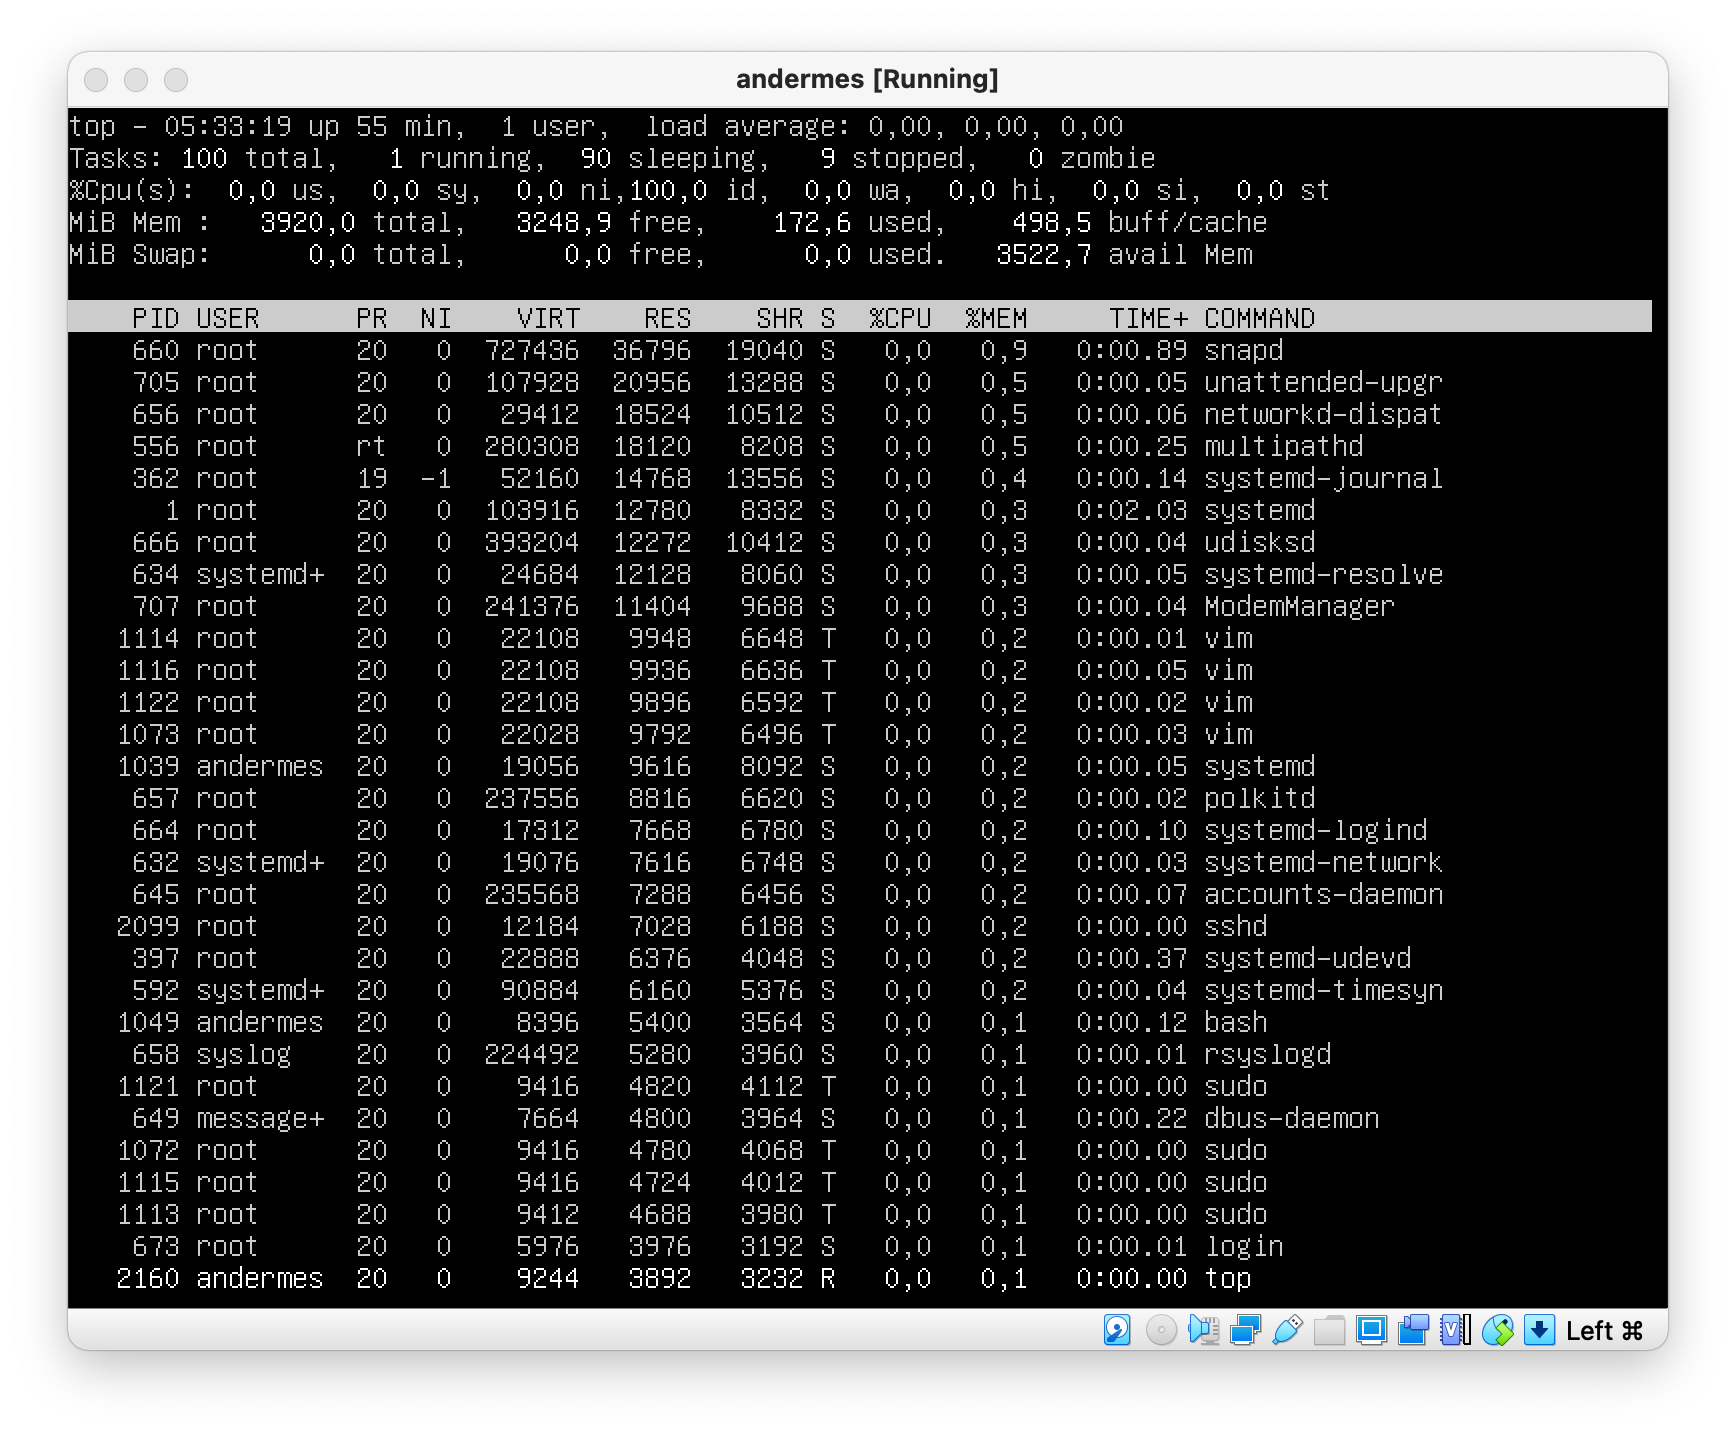 andermes [Running]
top - 05:33:19 up 55 min,  1 user,  load average: 0,00, 0,00, 0,00
Tasks: 100 total,   1 running,  90 sleeping,   9 stopped,   0 zombie
%Cpu(s):  0,0 us,  0,0 sy,  0,0 ni,100,0 id,  0,0 wa,  0,0 hi,  0,0 si,  0,0 st
MiB Mem :   3920,0 total,   3248,9 free,    172,6 used,    498,5 buff/cache
MiB Swap:      0,0 total,      0,0 free,      0,0 used.   3522,7 avail Mem
PID USER      PR  NI    VIRT    RES    SHR S  %CPU  %MEM     TIME+ COMMAND
660 root      20   0  727436  36796  19040 S   0,0   0,9   0:00.89 snapd
705 root      20   0  107928  20956  13288 S   0,0   0,5   0:00.05 unattended-upgr
656 root      20   0   29412  18524  10512 S   0,0   0,5   0:00.06 networkd-dispat
556 root      rt   0  280308  18120   8208 S   0,0   0,5   0:00.25 multipathd
362 root      19  -1   52160  14768  13556 S   0,0   0,4   0:00.14 systemd-journal
1 root      20   0  103916  12780   8332 S   0,0   0,3   0:02.03 systemd
666 root      20   0  393204  12272  10412 S   0,0   0,3   0:00.04 udisksd
634 systemd+  20   0   24684  12128   8060 S   0,0   0,3   0:00.05 systemd-resolve
707 root      20   0  241376  11404   9688 S   0,0   0,3   0:00.04 ModemManager
1114 root      20   0   22108   9948   6648 T   0,0   0,2   0:00.01 vim
1116 root      20   0   22108   9936   6636 T   0,0   0,2   0:00.05 vim
1122 root      20   0   22108   9896   6592 T   0,0   0,2   0:00.02 vim
1073 root      20   0   22028   9792   6496 T   0,0   0,2   0:00.03 vim
1039 andermes  20   0   19056   9616   8092 S   0,0   0,2   0:00.05 systemd
657 root      20   0  237556   8816   6620 S   0,0   0,2   0:00.02 polkitd
664 root      20   0   17312   7668   6780 S   0,0   0,2   0:00.10 systemd-logind
632 systemd+  20   0   19076   7616   6748 S   0,0   0,2   0:00.03 systemd-network
645 root      20   0  235568   7288   6456 S   0,0   0,2   0:00.07 accounts-daemon
2099 root      20   0   12184   7028   6188 S   0,0   0,2   0:00.00 sshd
397 root      20   0   22888   6376   4048 S   0,0   0,2   0:00.37 systemd-udevd
592 systemd+  20   0   90884   6160   5376 S   0,0   0,2   0:00.04 systemd-timesyn
1049 andermes  20   0    8396   5400   3564 S   0,0   0,1   0:00.12 bash
658 syslog    20   0  224492   5280   3960 S   0,0   0,1   0:00.01 rsyslogd
1121 root      20   0    9416   4820   4112 T   0,0   0,1   0:00.00 sudo
649 message+  20   0    7664   4800   3964 S   0,0   0,1   0:00.22 dbus-daemon
1072 root      20   0    9416   4780   4068 T   0,0   0,1   0:00.00 sudo
1115 root      20   0    9416   4724   4012 T   0,0   0,1   0:00.00 sudo
1113 root      20   0    9412   4688   3980 T   0,0   0,1   0:00.00 sudo
673 root      20   0    5976   3976   3192 S   0,0   0,1   0:00.01 login
2160 andermes  20   0    9244   3892   3232 R   0,0   0,1   0:00.00 top
Left ⌘